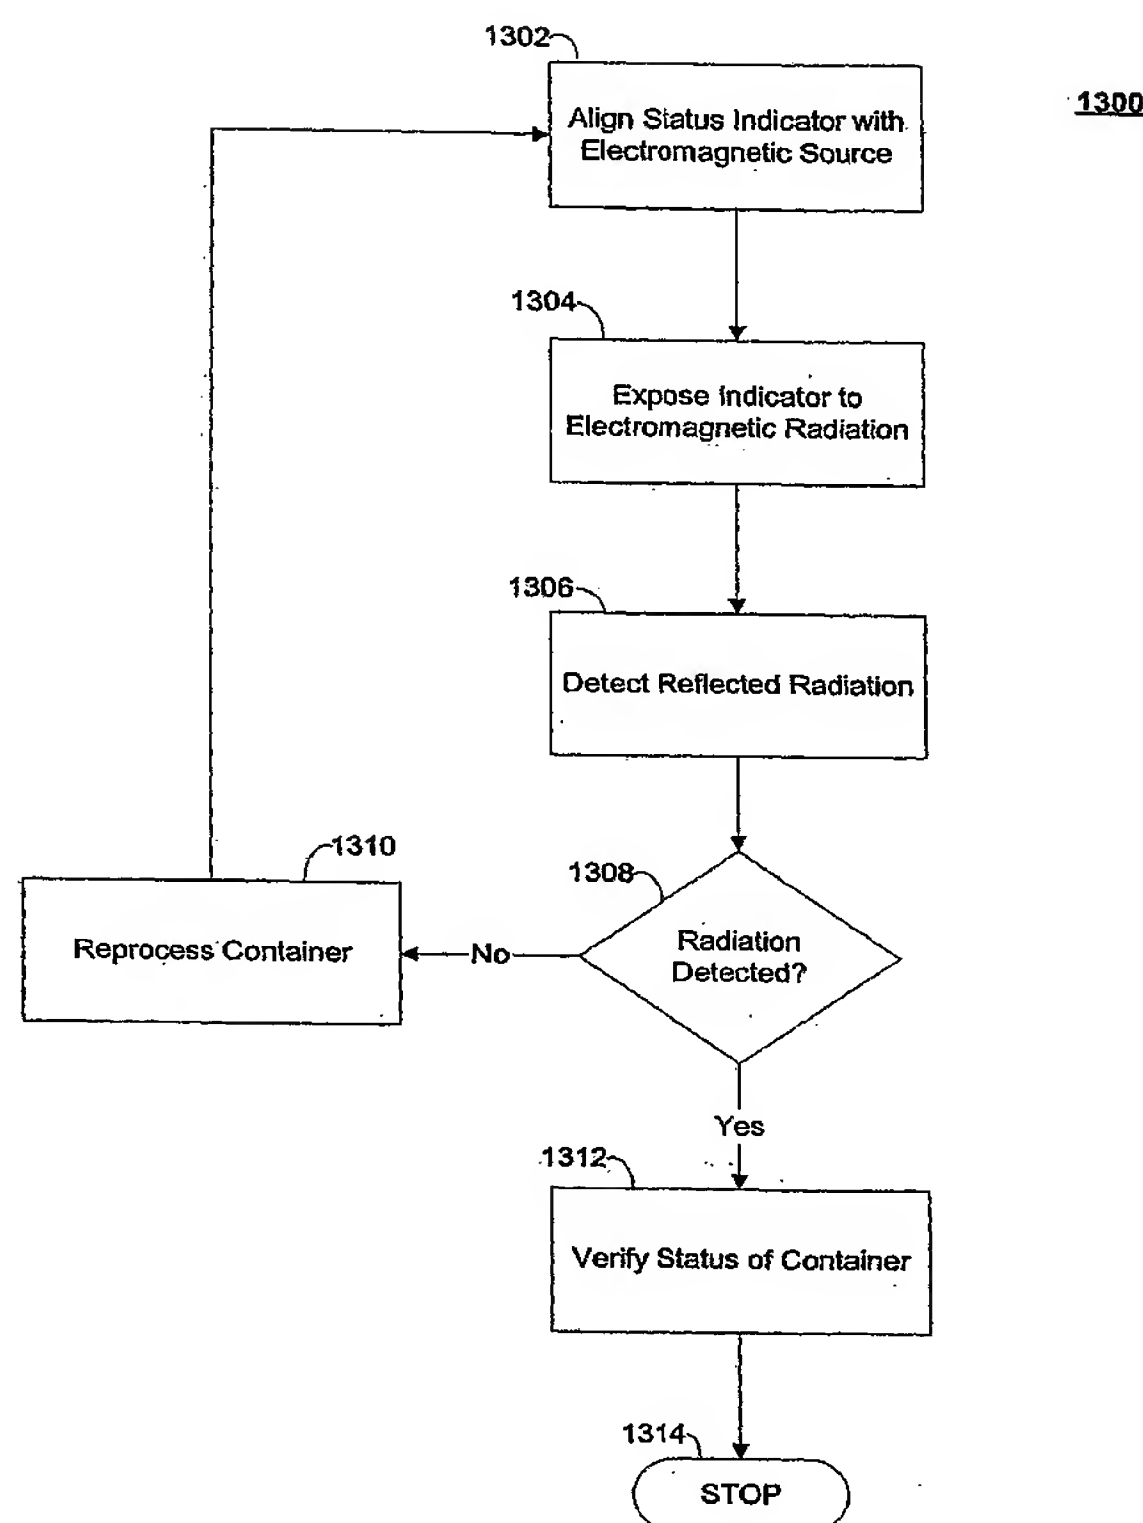 1302
1300
Align Status Indicator with
Electromagnetic Source
1304
Expose Indicator to
Electromagnetic Radiation
1306
Detect Reflected Radiation
1310
1308
Reprocess Container
No
Radiation
Detected?
Yes
1312
Verify Status of Container
1314
STOP